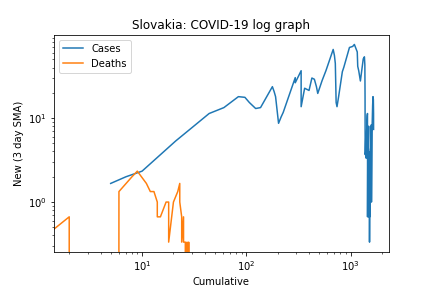 Slovakia: COVID-19 log graph
Cases
Deaths
New (3 day SMA)
10¹
10⁰
10¹ 10² 10³
Cumulative